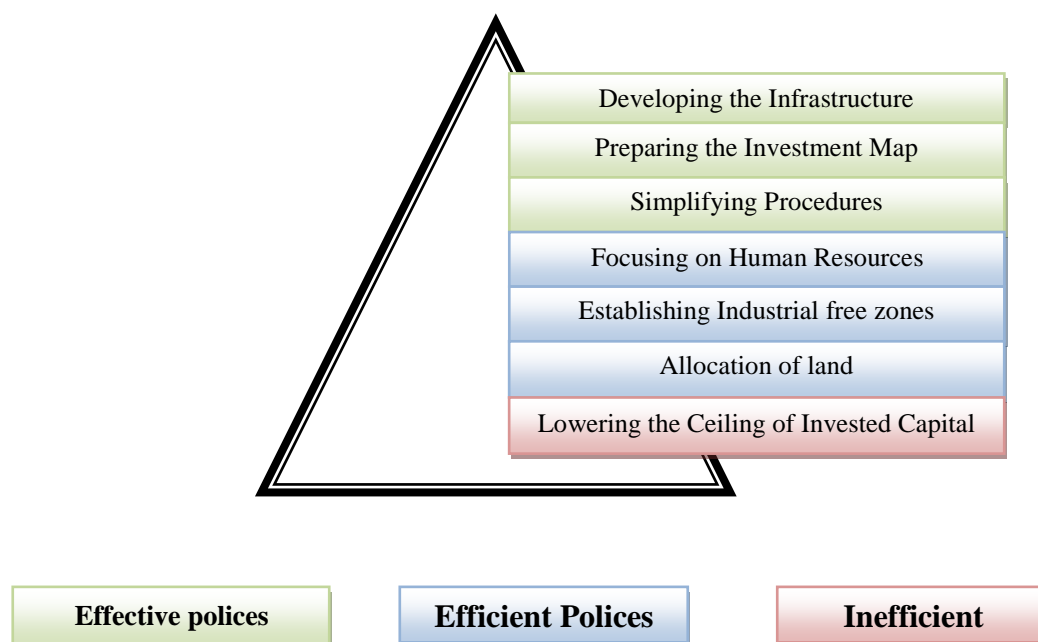 Developing the Infrastructure
Preparing the Investment Map
Simplifying Procedures
Focusing on Human Resources
Establishing Industrial free zones
Allocation of land
Lowering the Ceiling of Invested Capital
Effective polices
Efficient Polices
Inefficient